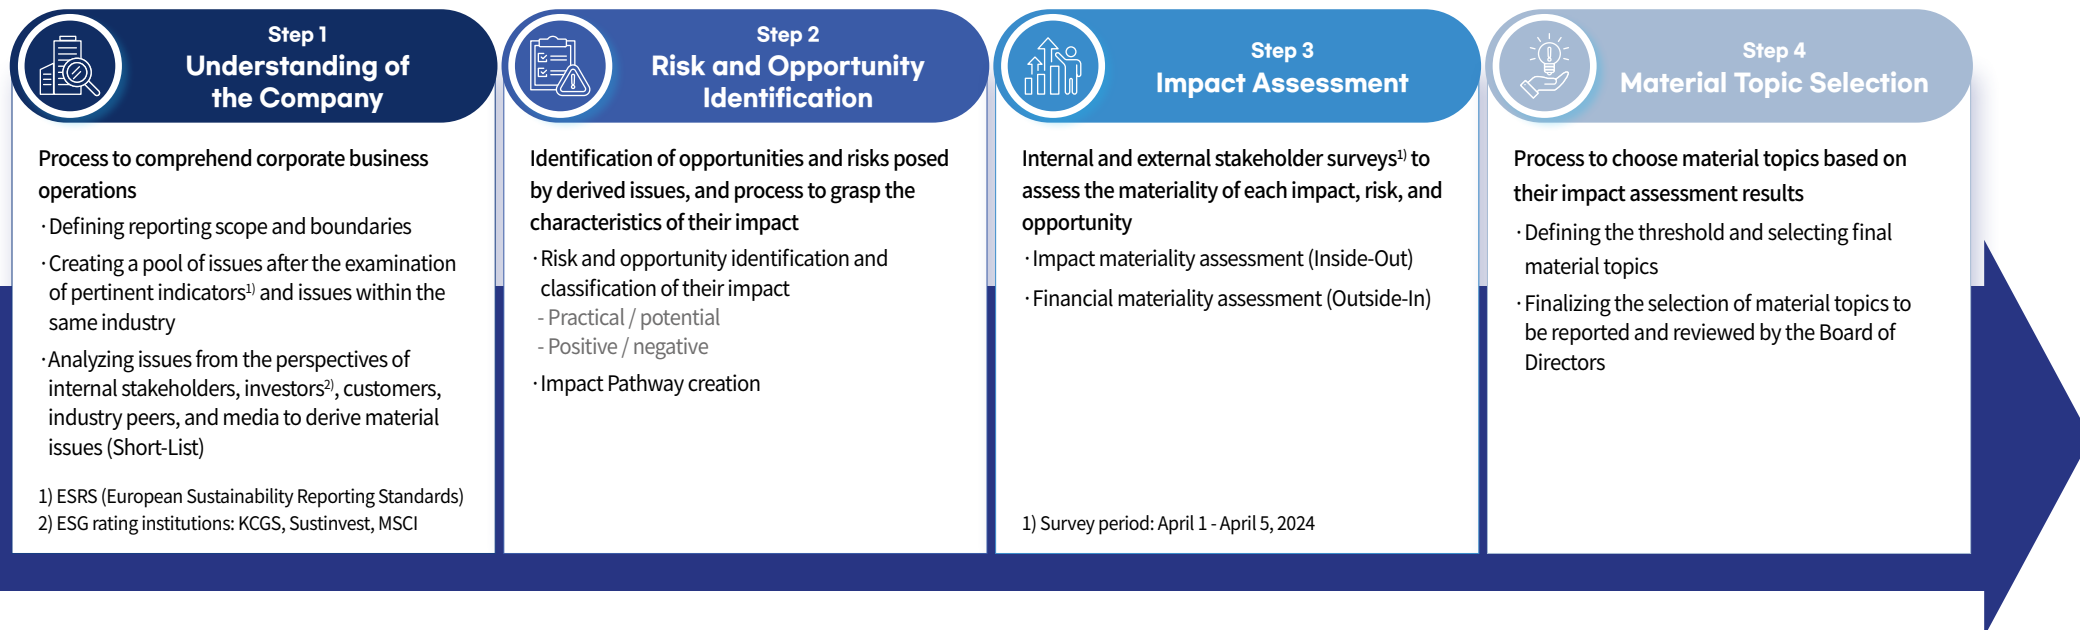 Step 1
Understanding of
the Company
Process to comprehend corporate business
operations
· Defining reporting scope and boundaries
· Creating a pool of issues after the examination
of pertinent indicators1) and issues within the
same industry
· Analyzing issues from the perspectives of
internal stakeholders, investors2), customers,
industry peers, and media to derive material
issues (Short-List)
1) ESRS (European Sustainability Reporting Standards)
2) ESG rating institutions: KCGS, Sustinvest, MSCI
Step 2
Risk and Opportunity
Identification
Identification of opportunities and risks posed
by derived issues, and process to grasp the
characteristics of their impact
· Risk and opportunity identification and
classification of their impact
- Practical / potential
- Positive / negative
· Impact Pathway creation
Step 3
Impact Assessment
Internal and external stakeholder surveys1) to
assess the materiality of each impact, risk, and
opportunity
· Impact materiality assessment (Inside-Out)
· Financial materiality assessment (Outside-In)
1) Survey period: April 1 - April 5, 2024
Step 4
Material Topic Selection
Process to choose material topics based on
their impact assessment results
· Defining the threshold and selecting final
material topics
· Finalizing the selection of material topics to
be reported and reviewed by the Board of
Directors